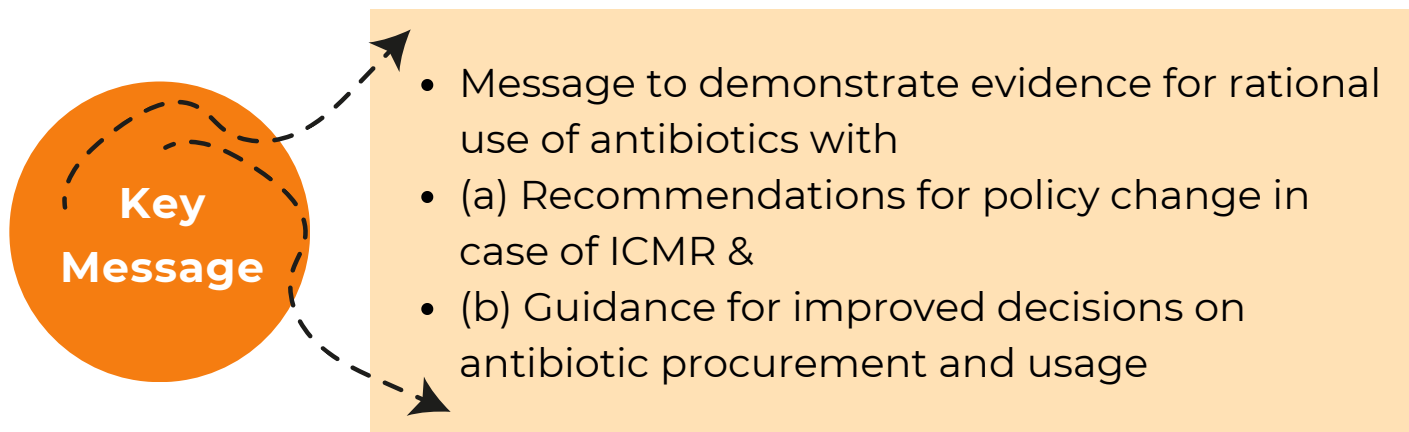 Key
Message
• Message to demonstrate evidence for rational
use of antibiotics with
• (a) Recommendations for policy change in
case of ICMR &
• (b) Guidance for improved decisions on
antibiotic procurement and usage